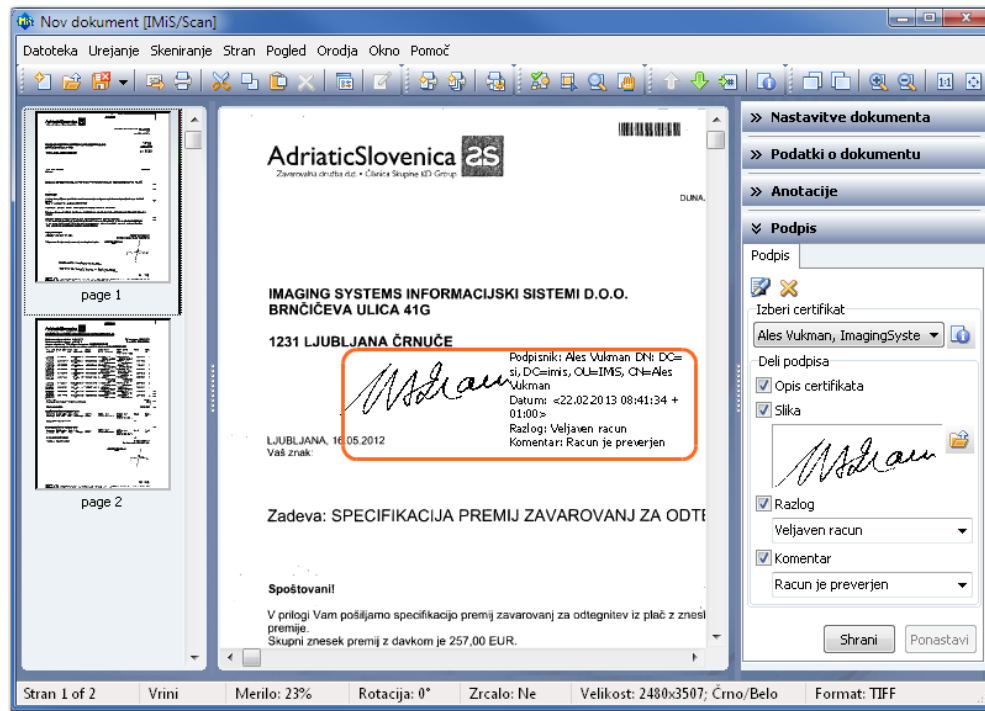 Nov dokument [IMiS/Scan]
Datoteka Urejanje Skeniranje Stran Pogled Orodja Okno Pomoč
1:1
AdriaticSlovenica
Zavarovalna družba d.d. • Članica Skupine KD Group
DUNA.
IMAGING SYSTEMS INFORMACIJSKI SISTEMI D.O.O.
BRNČIČEVA ULICA 41G
1231 LJUBLJANA ČRNUČE
Podpisnik: Ales Vukman DN: DC=
si, DC=imis, OU=IMiS, CN=Ales
Vukman
Datum: <22.02.2013 08:41:34 +
01:00>
Razlog: Veljaven racun
Komentar: Racun je preverjen
LJUBLJANA, 16.05.2012
Vaš znak:
Zadeva: SPECIFIKACIJA PREMIJ ZAVAROVANJ ZA ODTE
Spoštovani!
V prilogi Vam pošiljamo specifikacijo premij zavarovanj za odtegnitev iz plač z znesk
premije.
Skupni znesek premij z davkom je 257,00 EUR.
page 1
page 2
Nastavitve dokumenta
Podatki o dokumentu
Anotacije
Podpis
Podpis
Izberi certifikat
Ales Vukman, ImagingSyste
Deli podpisa
Opis certifikata
Slika
Razlog
Veljaven racun
Komentar
Racun je preverjen
Shrani Ponastavi
Stran 1 of 2 Vrini Merilo: 23% Rotacija: 0° Zrcalo: Ne Velikost: 2480x3507; Črno/Belo Format: TIFF